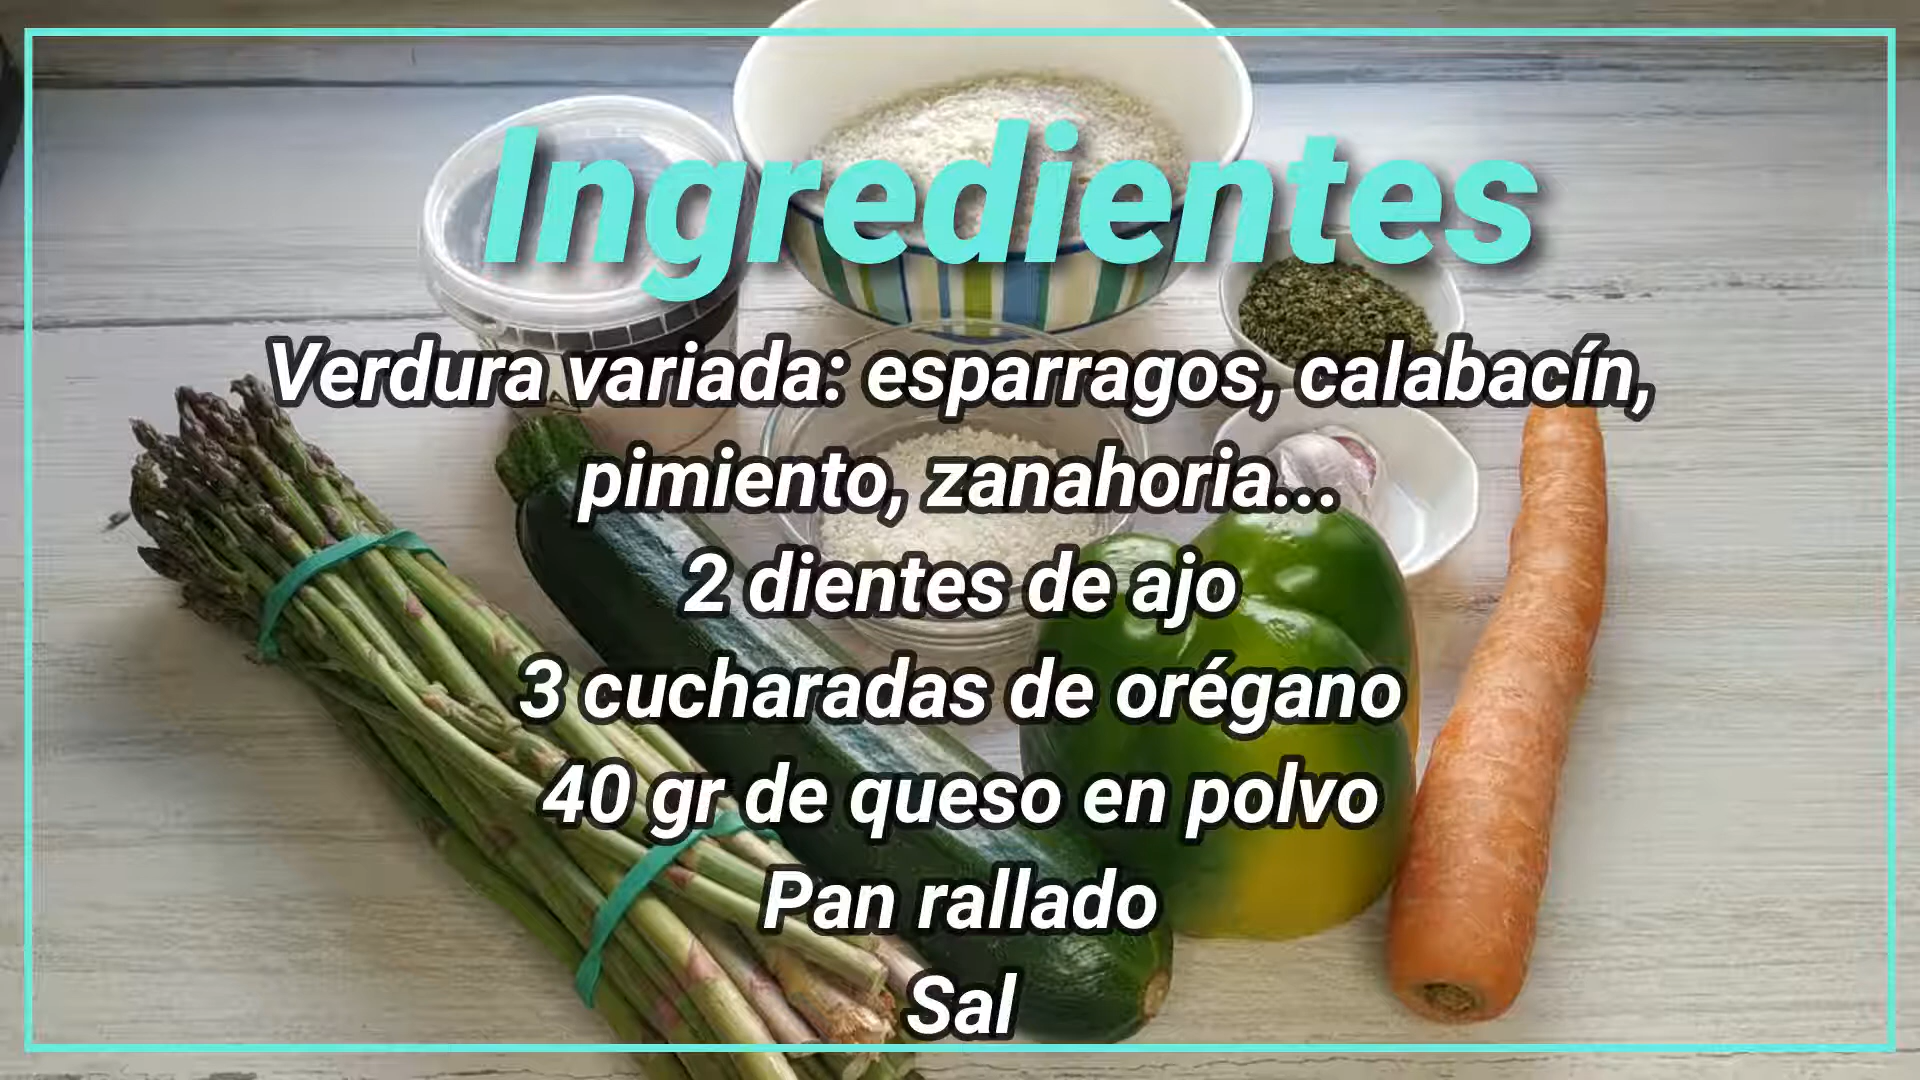 Ingredientes
Verdura variada: esparragos, calabacín,
pimiento, zanahoria...
2 dientes de ajo
3 cucharadas de orégano
40 gr de queso en polvo
Pan rallado
Sal